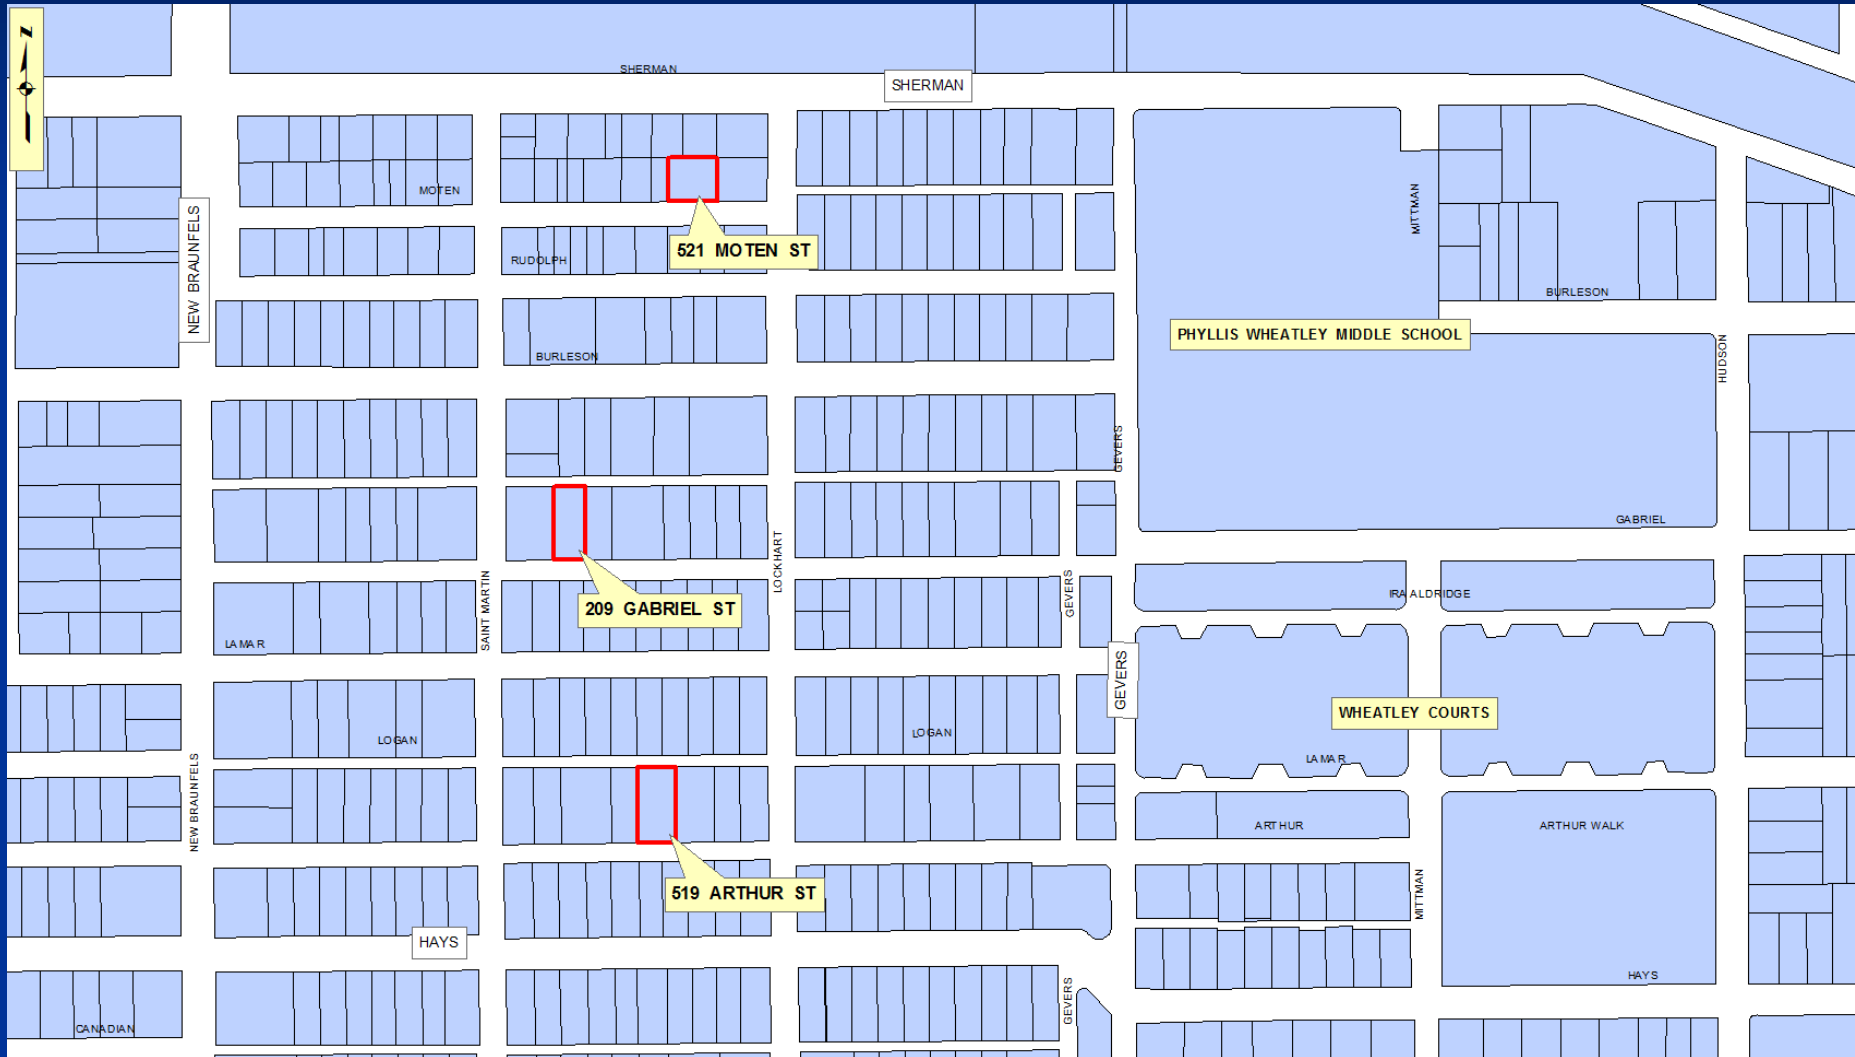 N
SHERMAN
SHERMAN
MOTEN
MITTMAN
NEW BRAUNFELS
521 MOTEN ST
RUDOLPH
BURLESON
PHYLLIS WHEATLEY MIDDLE SCHOOL
BURLESON
HUDSON
GEVERS
GABRIEL
LOCKHART
SAINT MARTIN
209 GABRIEL ST
GEVERS
IRA ALDRIDGE
LAMAR
GEVERS
WHEATLEY COURTS
LOGAN
LOGAN
LAMAR
NEW BRAUNFELS
ARTHUR
ARTHUR WALK
519 ARTHUR ST
MITTMAN
HAYS
HAYS
GEVERS
CANADIAN